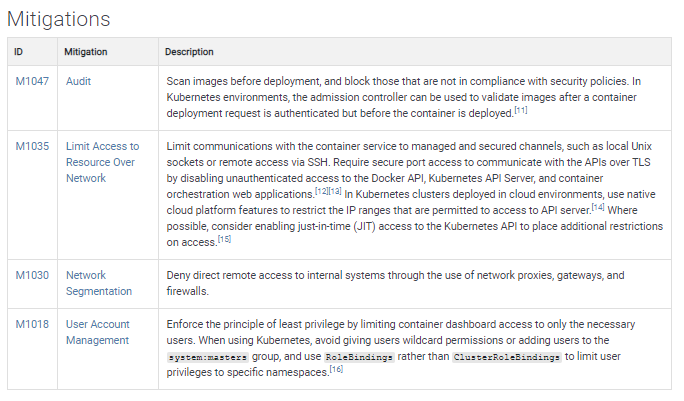 Mitigations
ID Mitigation Description
M1047 Audit Scan images before deployment, and block those that are not in compliance with security policies. In
Kubernetes environments, the admission controller can be used to validate images after a container
deployment request is authenticated but before the container is deployed.[11]
M1035 Limit Access to Limit communications with the container service to managed and secured channels, such as local Unix
Resource Over sockets or remote access via SSH. Require secure port access to communicate with the APIs over TLS
Network by disabling unauthenticated access to the Docker API, Kubernetes API Server, and container
orchestration web applications.[12][13] In Kubernetes clusters deployed in cloud environments, use native
cloud platform features to restrict the IP ranges that are permitted to access to API server.[14] Where
possible, consider enabling just-in-time (JIT) access to the Kubernetes API to place additional restrictions
on access.[15]
M1030 Network Deny direct remote access to internal systems through the use of network proxies, gateways, and
Segmentation firewalls.
M1018 User Account Enforce the principle of least privilege by limiting container dashboard access to only the necessary
Management users. When using Kubernetes, avoid giving users wildcard permissions or adding users to the
system:masters group, and use RoleBindings rather than ClusterRoleBindings to limit user
privileges to specific namespaces.[16]